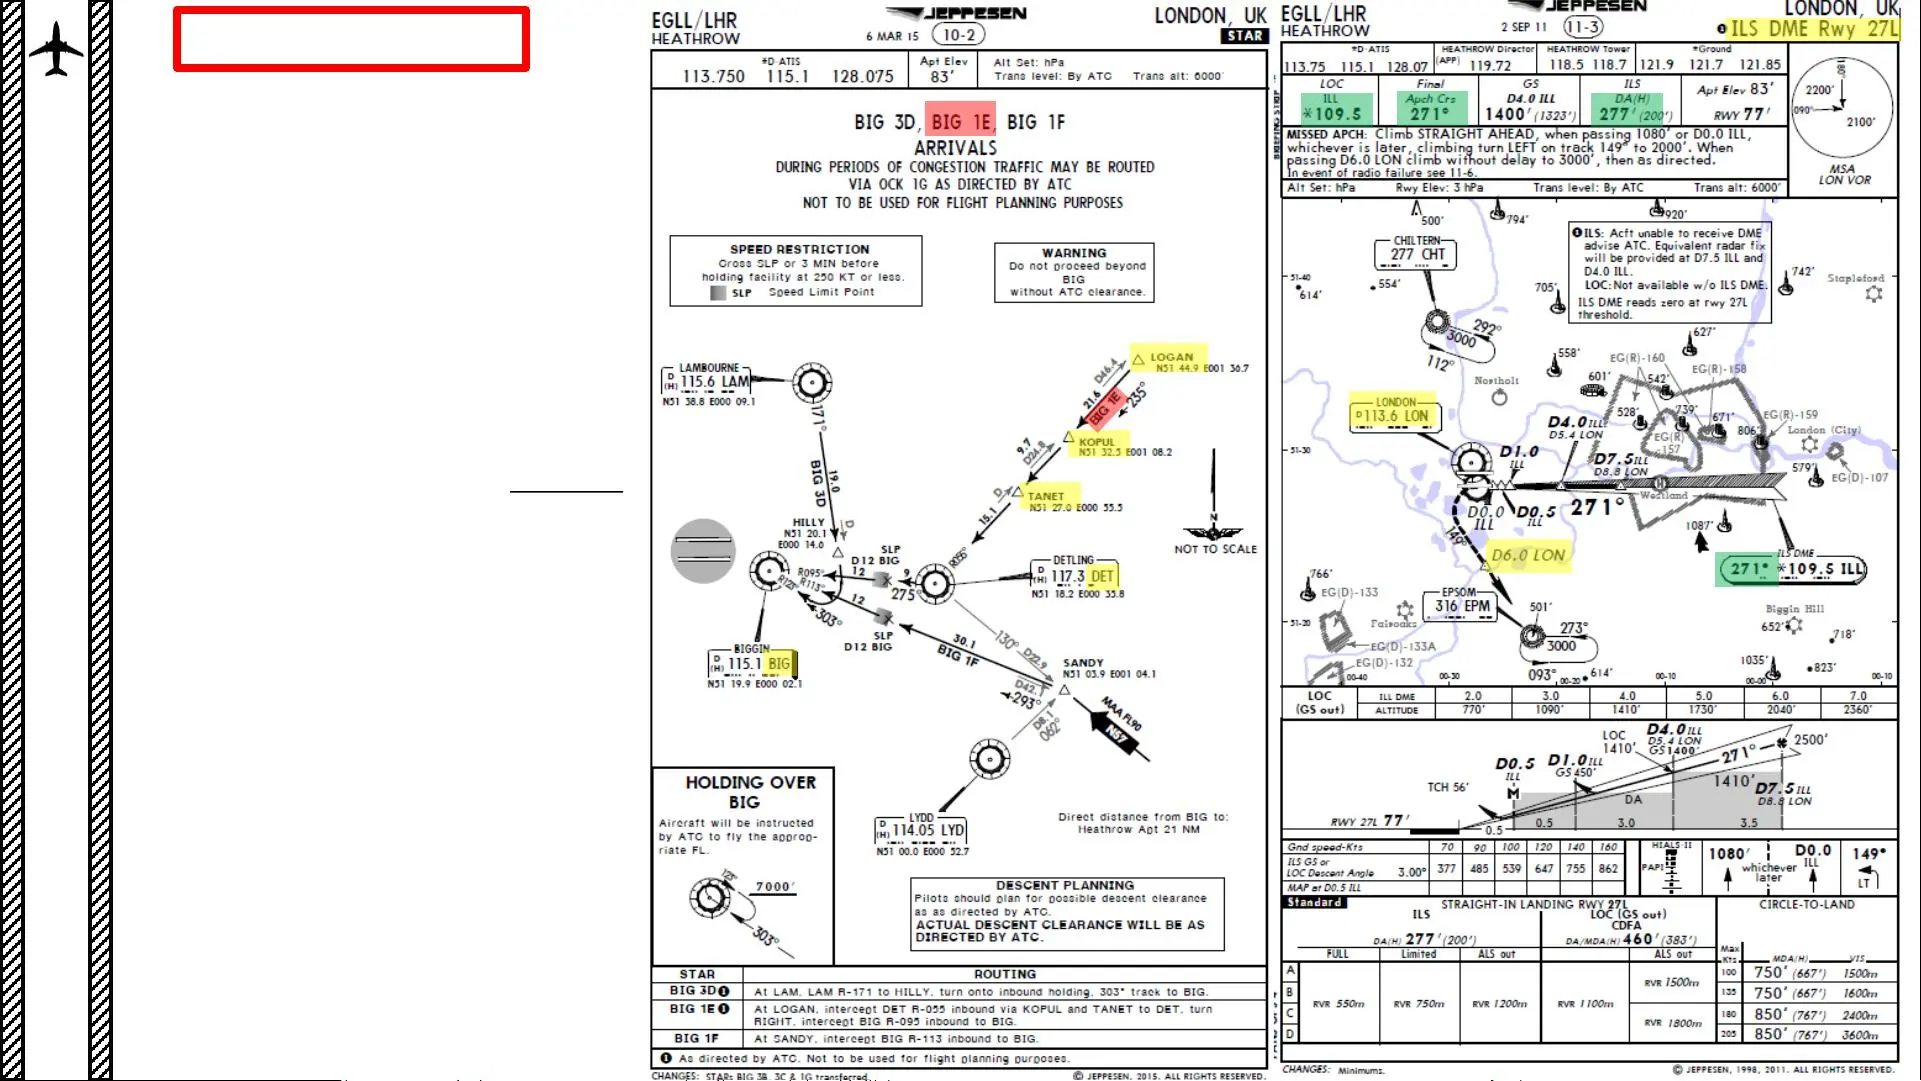 EGLL/LHR
HEATHROW
JEPPESEN
6 MAR 15
10-2
LONDON, UK
STAR
*D-ATIS
113.750 115.1 128.075
Apt Elev
83'
Alt Set: hPa
Trans level: By ATC Trans alt: 6000'
BIG 3D, BIG 1E, BIG 1F
ARRIVALS
DURING PERIODS OF CONGESTION TRAFFIC MAY BE ROUTED
VIA OCK 1G AS DIRECTED BY ATC
NOT TO BE USED FOR FLIGHT PLANNING PURPOSES
SPEED RESTRICTION
Cross SLP or 3 MIN before
holding facility at 250 KT or less.
SLP Speed Limit Point
WARNING
Do not proceed beyond
BIG
without ATC clearance.
LAMBOURNE
D
(H) 115.6 LAM
N51 38.8 E000 09.1
171°
BIG 3D
19.0
LOGAN
N51 44.9 E001 36.7
D46.4
21.6
BIG 1E
235°
KOPUL
N51 32.5 E001 08.2
9.7
D24.8
D
TANET
N51 27.0 E000 55.5
15.1
R055°
N
NOT TO SCALE
HILLY
N51 20.1
E000 14.6
D
SLP
D12 BIG
R095°
12
9
275°
R123°
R113°
12
303°
DETLING
D
(H) 117.3 DET
N51 18.2 E000 35.8
SLP
D12 BIG
30.1
BIG 1F
130°
D22.9
BIGGIN
D
(H) 115.1 BIG
N51 19.9 E000 02.1
SANDY
N51 03.9 E001 04.1
D42.1
293°
D8.1
062°
MAA FL90
N57
LYDD
D
(H) 114.05 LYD
N51 00.0 E000 52.7
Direct distance from BIG to:
Heathrow Apt 21 NM
HOLDING OVER
BIG
Aircraft will be instructed
by ATC to fly the approp-
riate FL.
123°
7000'
303°
DESCENT PLANNING
Pilots should plan for possible descent clearance
as as directed by ATC.
ACTUAL DESCENT CLEARANCE WILL BE AS
DIRECTED BY ATC.
STAR ROUTING
BIG 3D 1 At LAM, LAM R-171 to HILLY, turn onto inbound holding, 303° track to BIG.
BIG 1E 1 At LOGAN, intercept DET R-055 inbound via KOPUL and TANET to DET, turn
RIGHT, intercept BIG R-095 inbound to BIG.
BIG 1F At SANDY, intercept BIG R-113 inbound to BIG.
1 As directed by ATC. Not to be used for flight planning purposes.
CHANGES: STARs BIG 3B, 3C & 1G transferred.
© JEPPESEN, 2015. ALL RIGHTS RESERVED.
EGLL/LHR
HEATHROW
JEPPESEN
2 SEP 11
11-3
LONDON, UK
1 ILS DME Rwy 27L
*D-ATIS
113.75 115.1 128.07
HEATHROW Director
(APP) 119.72
HEATHROW Tower
118.5 118.7
*Ground
121.9 121.7 121.85
BRIEFING STRIP
LOC
ILL
*109.5
Final
Apch Crs
271°
GS
D4.0 ILL
1400' (1323')
ILS
DA(H)
277' (200')
Apt Elev 83'
RWY 77'
MISSED APCH: Climb STRAIGHT AHEAD, when passing 1080' or D0.0 ILL,
whichever is later, climbing turn LEFT on track 149° to 2000'. When
passing D6.0 LON climb without delay to 3000', then as directed.
In event of radio failure see 11-6.
Alt Set: hPa Rwy Elev: 3 hPa Trans level: By ATC Trans alt: 6000'
180°
2200'
090°
2100'
MSA
LON VOR
500'
794'
920'
CHILTERN
277 CHT
1 ILS: Acft unable to receive DME
advise ATC. Equivalent radar fix
will be provided at D7.5 ILL and
D4.0 ILL.
LOC: Not available w/o ILS DME.
ILS DME reads zero at rwy 27L
threshold.
51-40
614'
554'
705'
742'
Stapleford
292°
3000
112°
627'
558'
EG(R)-160
EG(R)-158
Northolt
601'
542'
LONDON
D 113.6 LON
528'
739'
671'
EG(R)-159
806'
London (City)
EG(R)
-157
D4.0 ILL
D5.4 LON
51-30
D1.0
ILL
D7.5 ILL
D8.8 LON
579'
EG(D)-107
Westland
D0.0
ILL
D0.5
ILL
271°
1087'
149°
D6.0 LON
ILS DME
271° *109.5 ILL
766'
EG(D)-133
EPSOM
316 EPM
501'
Biggin Hill
652'
718'
51-20
Fairoaks
273°
3000
093°
EG(D)-133A
EG(D)-132
614'
1035'
823'
00-40 00-30 00-20 00-10 00-00 00-10
LOC
(GS out)
ILL DME 2.0 3.0 4.0 5.0 6.0 7.0
ALTITUDE 770' 1090' 1410' 1730' 2040' 2360'
D4.0 ILL
D5.4 LON
GS 1400'
LOC
1410'
2500'
271°
D0.5
ILL
D1.0 ILL
GS 450'
1410'
D7.5 ILL
D8.8 LON
M
TCH 56'
DA
RWY 27L 77'
0.5 0.5 3.0 3.5
Gnd speed-Kts 70 90 100 120 140 160
ILS GS or
LOC Descent Angle 3.00° 377 485 539 647 755 862
MAP at D0.5 ILL
HIALS-II
PAPI
1080'
whichever
later
D0.0
ILL
149°
LT
Standard
STRAIGHT-IN LANDING RWY 27L
CIRCLE-TO-LAND
ILS
LOC (GS out)
CDFA
DA(H) 277' (200')
DA/MDA(H) 460' (383')
FULL Limited ALS out ALS out
Max
Kts MDA(H) VIS
A
B
C
D
RVR 550m RVR 750m RVR 1200m RVR 1100m
RVR 1500m
RVR 1800m
100 750' (667') 1500m
135 750' (667') 1600m
180 850' (767') 2400m
205 850' (767') 3600m
CHANGES: Minimums.
© JEPPESEN, 1998, 2011. ALL RIGHTS RESERVED.